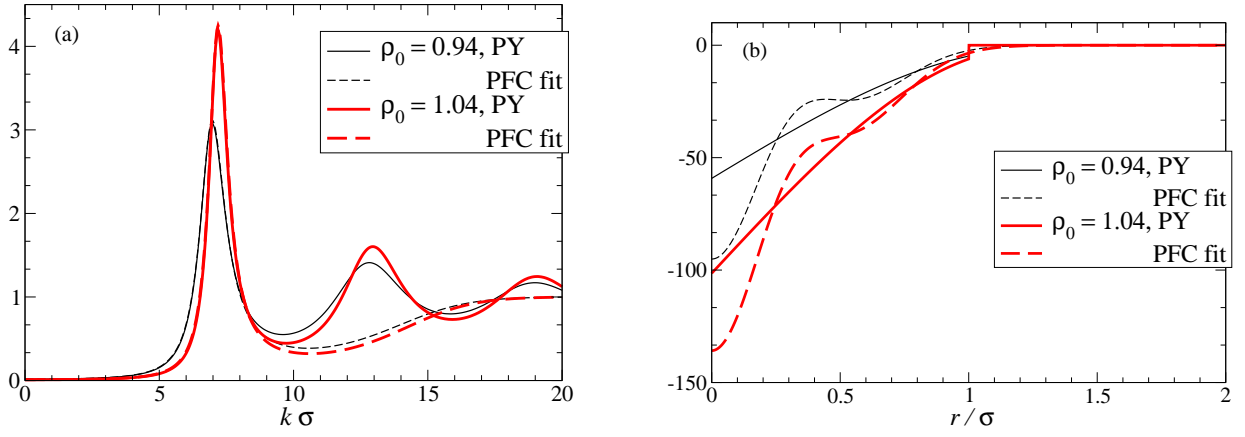 (a)
ρ₀ = 0.94, PY
PFC fit
ρ₀ = 1.04, PY
PFC fit
4
3
2
1
0
0 5 10 15 20
k σ
(b)
ρ₀ = 0.94, PY
PFC fit
ρ₀ = 1.04, PY
PFC fit
0
-50
-100
-150
0 0.5 1 1.5 2
r / σ